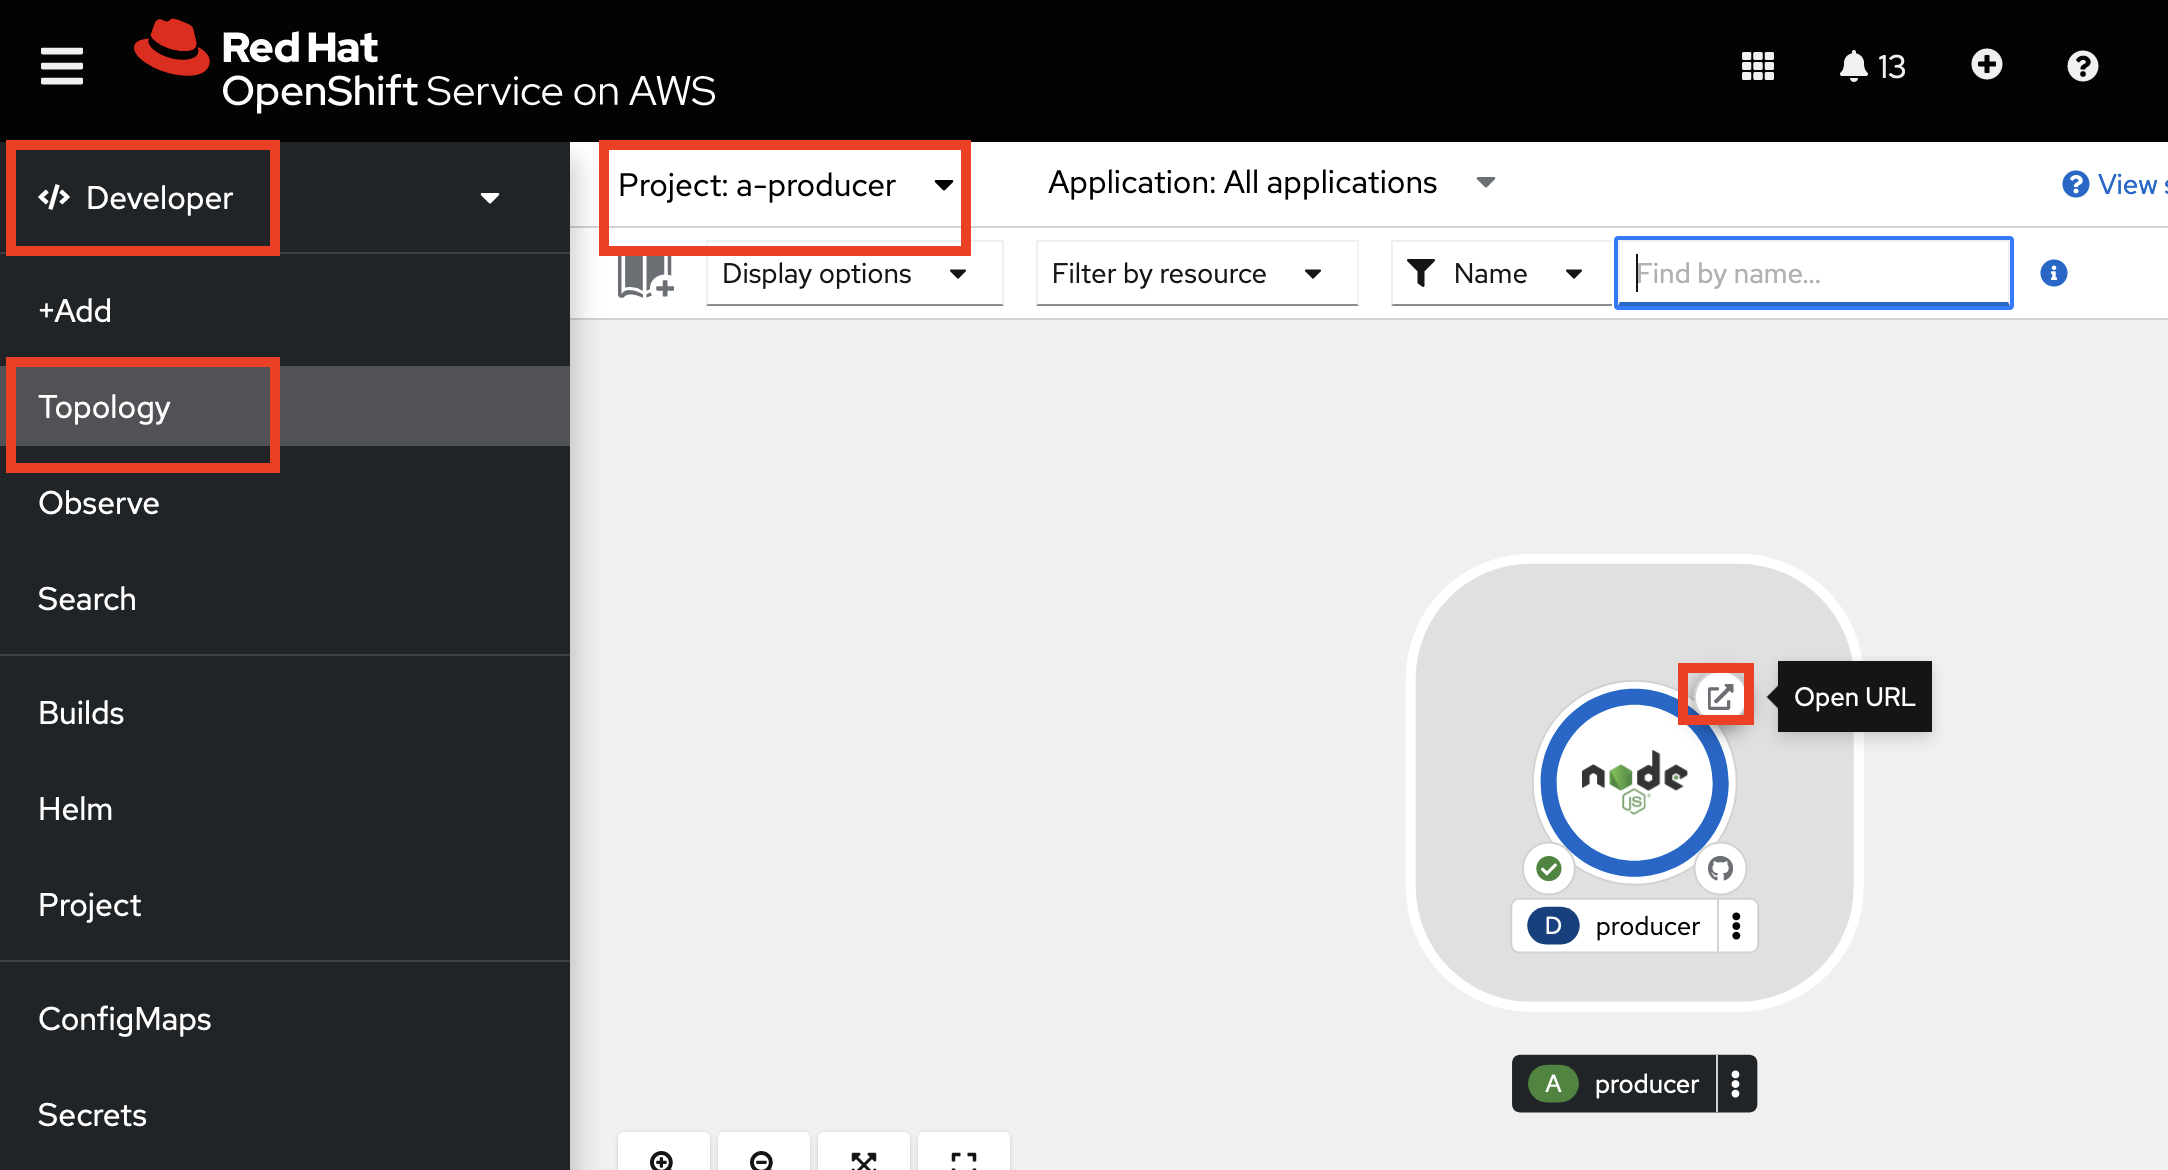 Red Hat
OpenShift Service on AWS
13
Developer
Project: a-producer
Application: All applications
View
+Add
Display options
Filter by resource
Name
Find by name...
Topology
Observe
Search
Open URL
Builds
node
JS
Helm
Project
D producer
ConfigMaps
A producer
Secrets